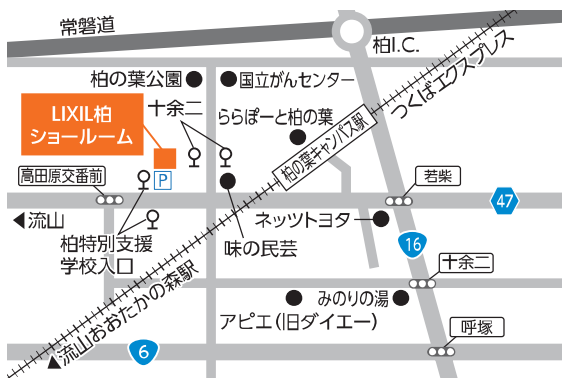 常磐道
柏I.C.
つくばエクスプレス
柏の葉公園
国立がんセンター
十余二
ららぽーと柏の葉
LIXIL柏
ショールーム
柏の葉キャンパス駅
高田原交番前
P
若柴
47
◀流山
ネッツトヨタ
味の民芸
16
柏特別支援
学校入口
十余二
みのりの湯
アピエ(旧ダイエー)
呼塚
▲流山おおたかの森駅
6